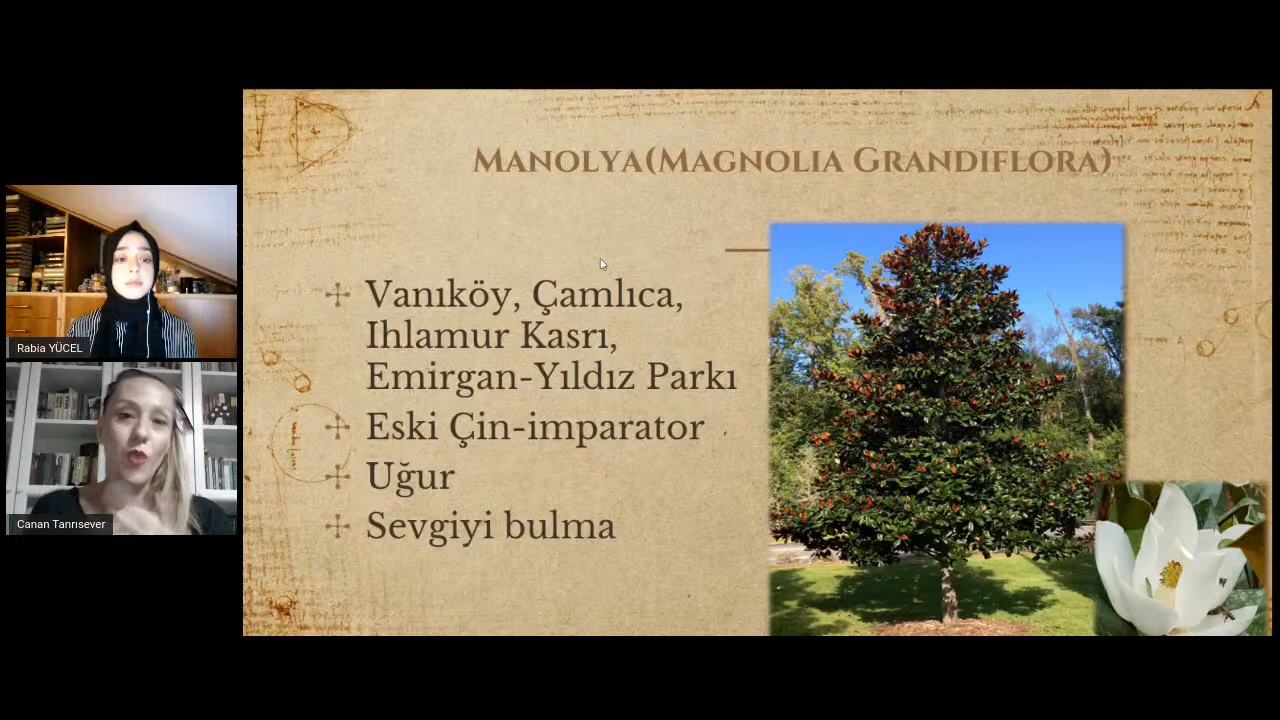 Manolya(Magnolia Grandiflora)
Vanıköy, Çamlıca,
Ihlamur Kasrı,
Emirgan-Yıldız Parkı
Eski Çin-imparator
Uğur
Sevgiyi bulma
Rabia YÜCEL
Canan Tanrısever